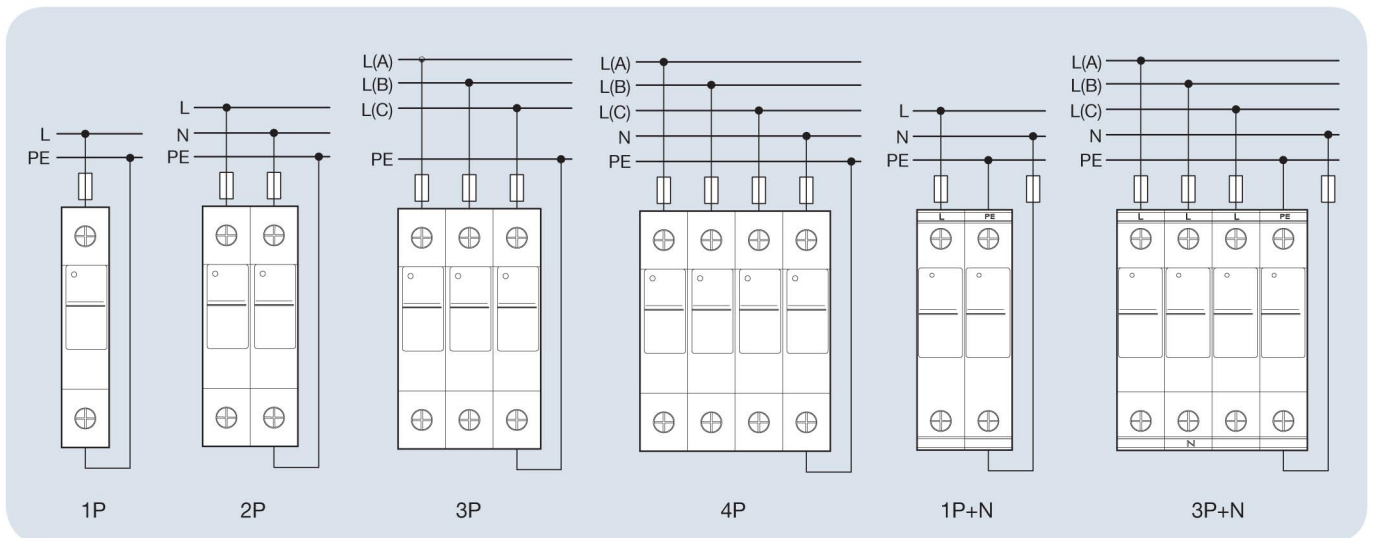 L
PE
1P
L
N
PE
2P
L(A)
L(B)
L(C)
PE
3P
L(A)
L(B)
L(C)
N
PE
4P
L
N
PE
L PE
1P+N
L(A)
L(B)
L(C)
N
PE
L L L PE
N
3P+N